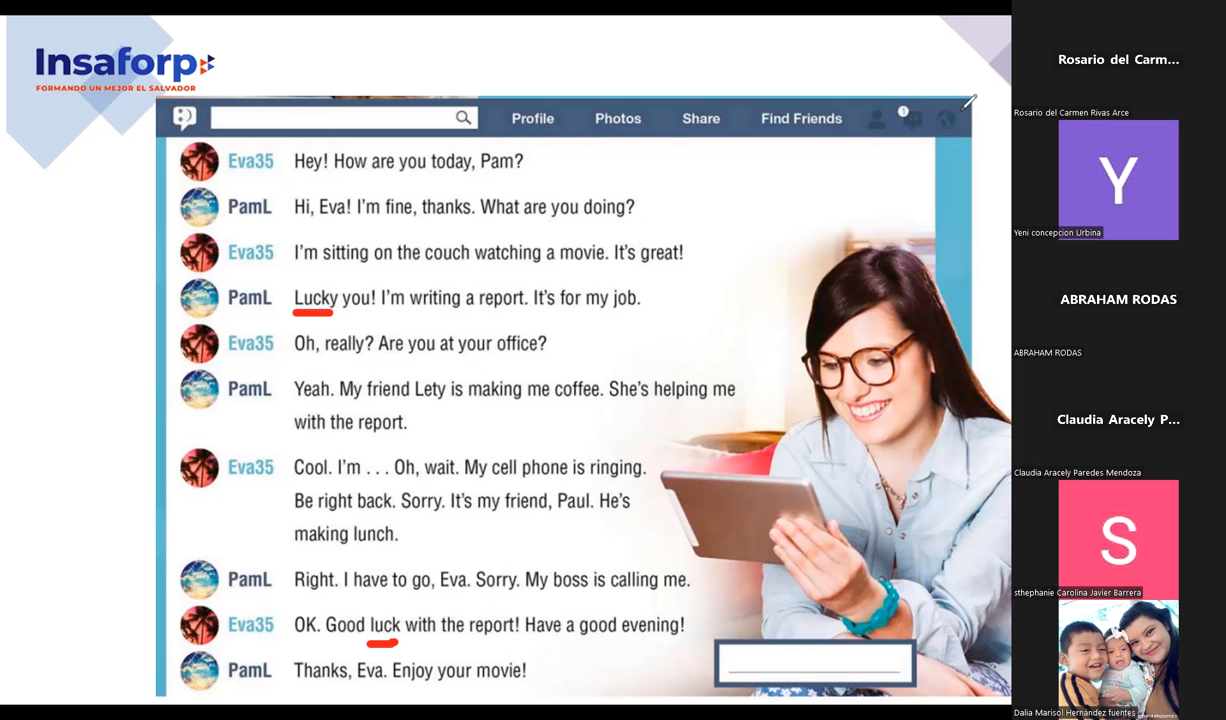 Insaforp
FORMANDO UN MEJOR EL SALVADOR
Profile Photos Share Find Friends 1
Eva35 Hey! How are you today, Pam?
PamL Hi, Eva! I'm fine, thanks. What are you doing?
Eva35 I'm sitting on the couch watching a movie. It's great!
PamL Lucky you! I'm writing a report. It's for my job.
Eva35 Oh, really? Are you at your office?
PamL Yeah. My friend Lety is making me coffee. She's helping me
with the report.
Eva35 Cool. I'm . . . Oh, wait. My cell phone is ringing.
Be right back. Sorry. It's my friend, Paul. He's
making lunch.
PamL Right. I have to go, Eva. Sorry. My boss is calling me.
Eva35 OK. Good luck with the report! Have a good evening!
PamL Thanks, Eva. Enjoy your movie!
Rosario del Carm...
Rosario del Carmen Rivas Arce
Y
Yeni concepcion Urbina
ABRAHAM RODAS
ABRAHAM RODAS
Claudia Aracely P...
Claudia Aracely Paredes Mendoza
S
sthephanie Carolina Javier Barrera
Dalia Marisol Hernández fuentes